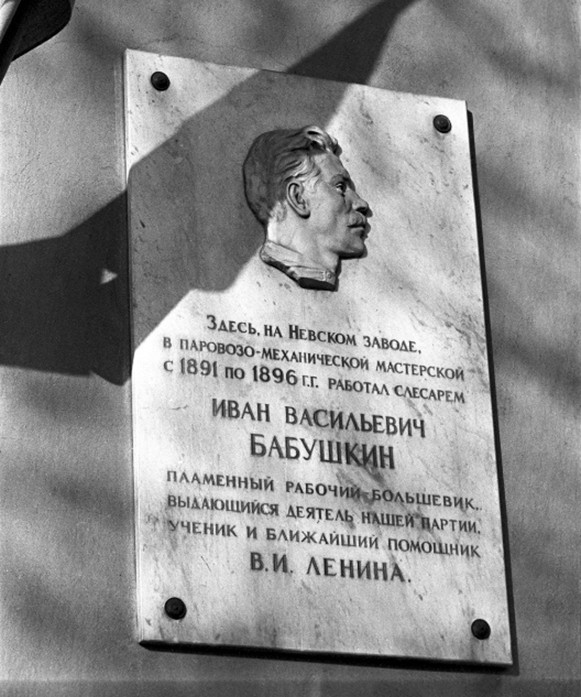 Здесь, на Невском заводе,
в паровозо-механической мастерской
с 1891 по 1896 г.г. работал слесарем
Иван Васильевич
Бабушкин
пламенный рабочий-большевик,
выдающийся деятель нашей партии,
ученик и ближайший помощник
В.И. Ленина.